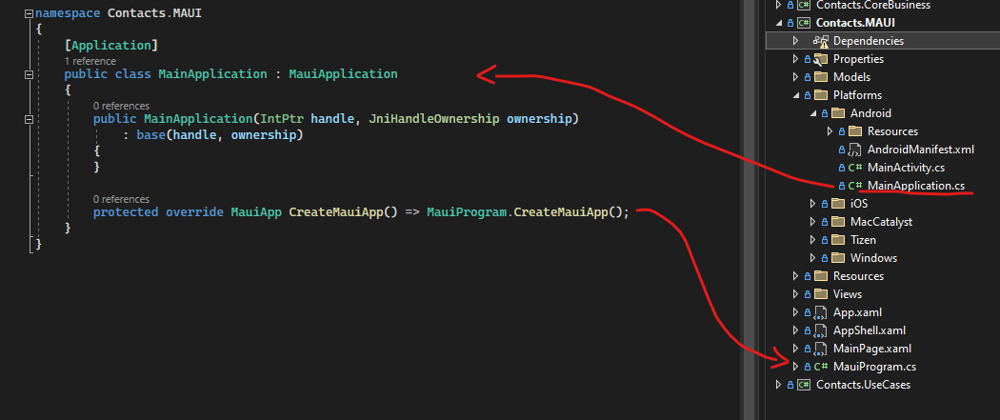 namespace Contacts.MAUI
{
[Application]
1 reference
public class MainApplication : MauiApplication
{
0 references
public MainApplication(IntPtr handle, JniHandleOwnership ownership)
: base(handle, ownership)
{
}
0 references
protected override MauiApp CreateMauiApp() => MauiProgram.CreateMauiApp();
}
}
Contacts.CoreBusiness
Contacts.MAUI
Dependencies
Properties
Models
Platforms
Android
Resources
AndroidManifest.xml
C# MainActivity.cs
C# MainApplication.cs
iOS
MacCatalyst
Tizen
Windows
Resources
Views
App.xaml
AppShell.xaml
MainPage.xaml
C# MauiProgram.cs
Contacts.UseCases